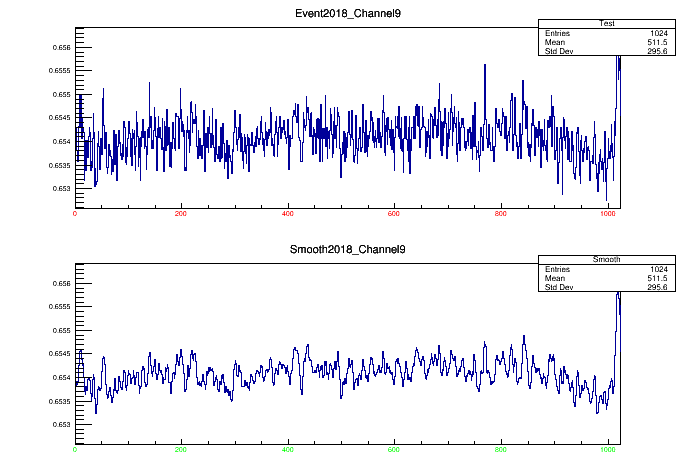 Event2018_Channel9
Test
Entries 1024
Mean 511.5
Std Dev 295.6
0.656
0.6555
0.655
0.6545
0.654
0.6535
0.653
0 200 400 600 800 1000
Smooth2018_Channel9
Smooth
Entries 1024
Mean 511.5
Std Dev 295.6
0.656
0.6555
0.655
0.6545
0.654
0.6535
0.653
0 200 400 600 800 1000